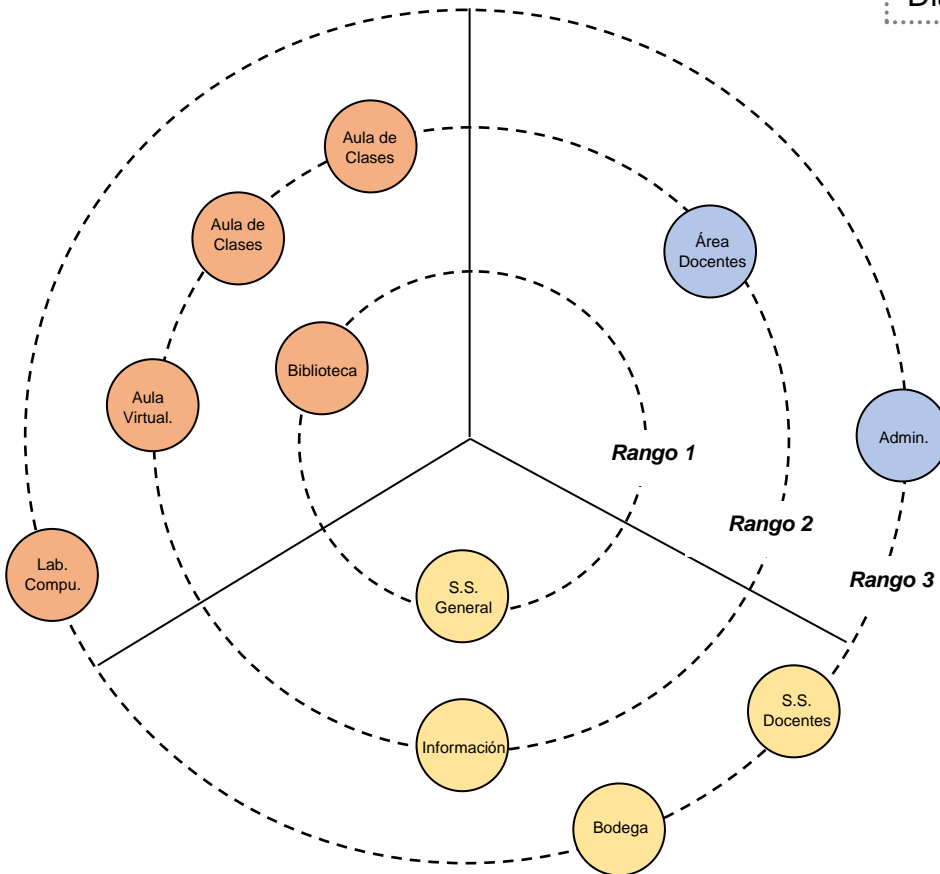 Aula de
Clases
Aula de
Clases
Área
Docentes
Biblioteca
Aula
Virtual.
Admin.
Rango 1
Rango 2
Lab.
Compu.
Rango 3
S.S.
General
S.S.
Docentes
Información
Bodega